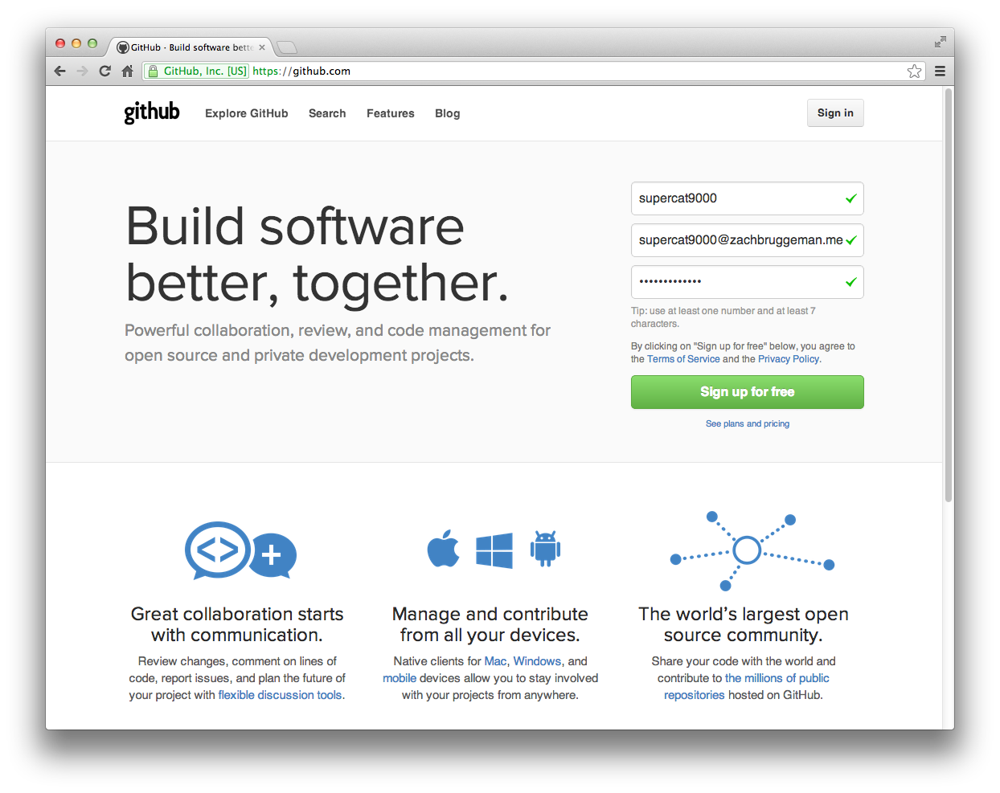 GitHub · Build software bette
GitHub, Inc. [US] https://github.com
github Explore GitHub Search Features Blog Sign in
Build software
better, together.
Powerful collaboration, review, and code management for
open source and private development projects.
supercat9000
supercat9000@zachbruggeman.me
•••••••••••••
Tip: use at least one number and at least 7
characters.
By clicking on "Sign up for free" below, you agree to
the Terms of Service and the Privacy Policy.
Sign up for free
See plans and pricing
Great collaboration starts
with communication.
Review changes, comment on lines of
code, report issues, and plan the future of
your project with flexible discussion tools.
Manage and contribute
from all your devices.
Native clients for Mac, Windows, and
mobile devices allow you to stay involved
with your projects from anywhere.
The world's largest open
source community.
Share your code with the world and
contribute to the millions of public
repositories hosted on GitHub.